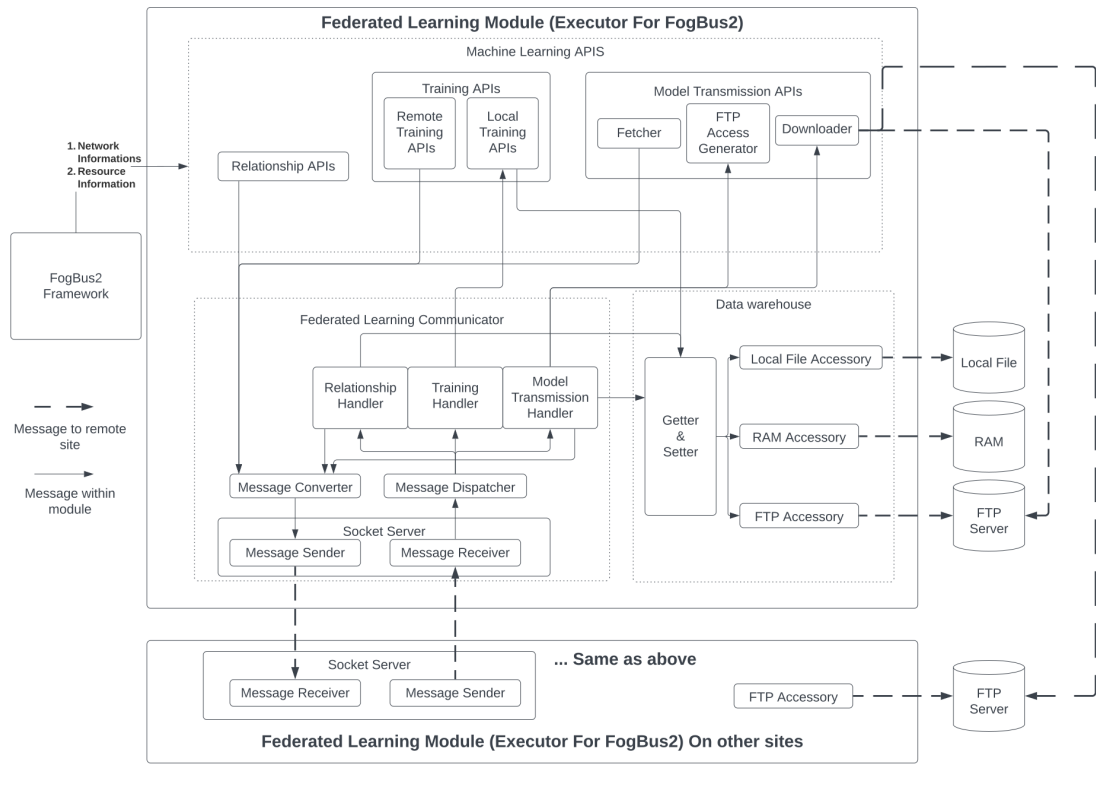 Federated Learning Module (Executor For FogBus2)
Machine Learning APIS
Training APIs
Remote
Training
APIs
Local
Training
APIs
Model Transmission APIs
Fetcher
FTP
Access
Generator
Downloader
Relationship APIs
1. Network
Informations
2. Resource
Information
FogBus2
Framework
Message to remote
site
Message within
module
Federated Learning Communicator
Relationship
Handler
Training
Handler
Model
Transmission
Handler
Message Converter
Message Dispatcher
Socket Server
Message Sender
Message Receiver
Data warehouse
Getter
&
Setter
Local File Accessory
RAM Accessory
FTP Accessory
Local File
RAM
FTP
Server
Socket Server
Message Receiver
Message Sender
... Same as above
FTP Accessory
FTP
Server
Federated Learning Module (Executor For FogBus2) On other sites